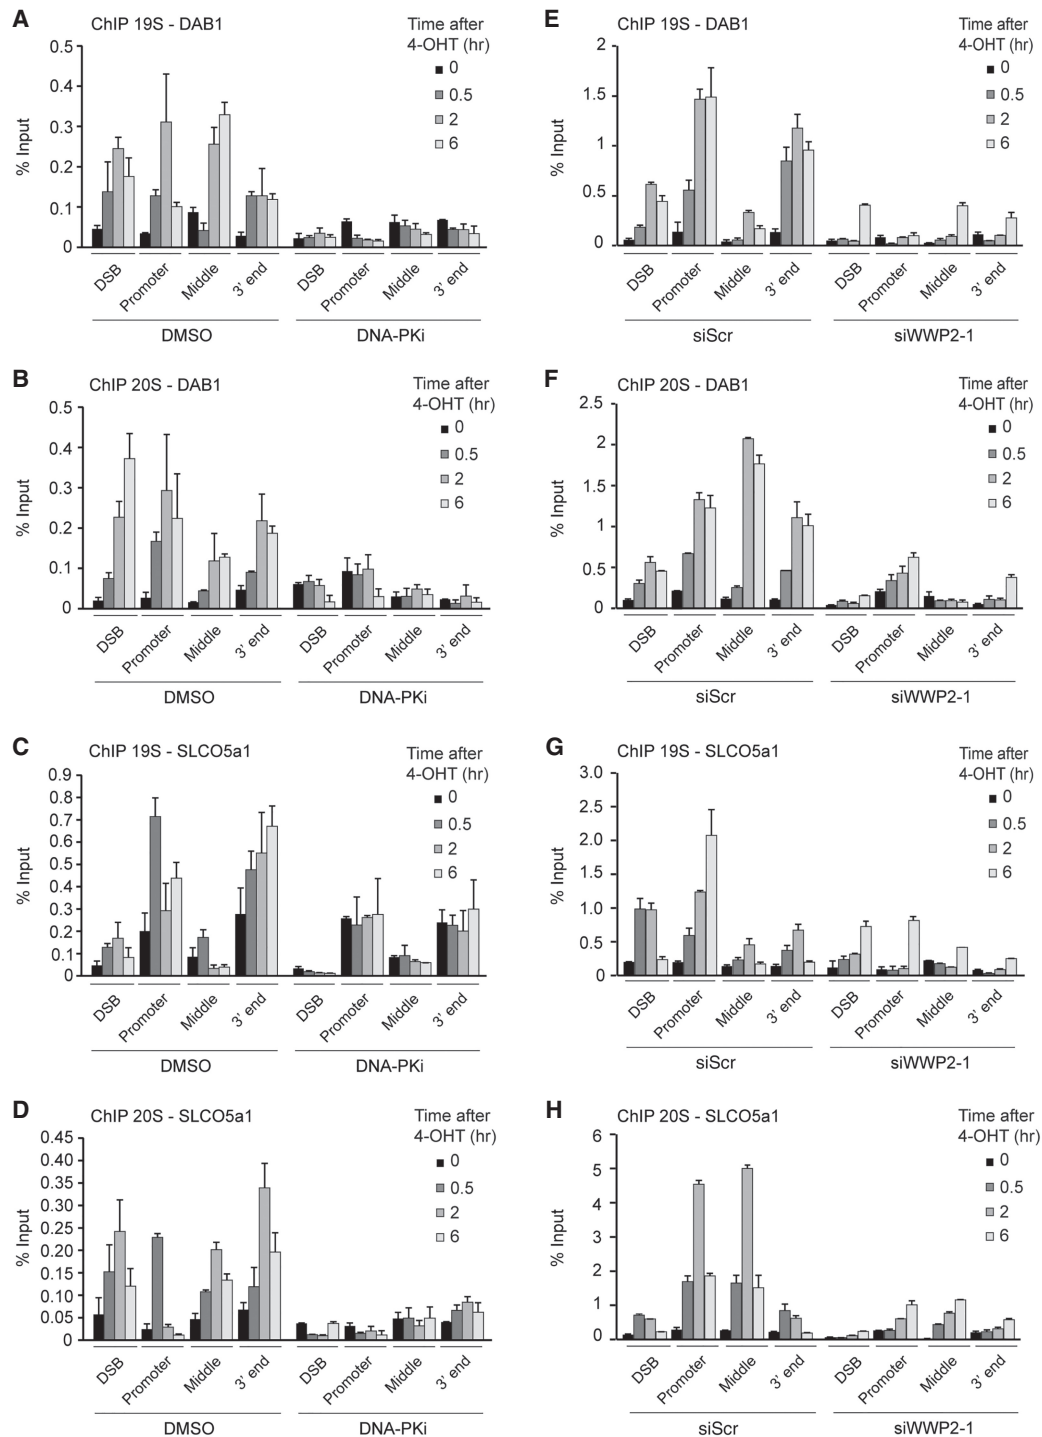 A
ChIP 19S - DAB1
Time after
4-OHT (hr)
0
0.5
2
6
% Input
0.5
0.4
0.3
0.2
0.1
0
DSB
Promoter
Middle
3' end
DSB
Promoter
Middle
3' end
DMSO
DNA-PKi
B
ChIP 20S - DAB1
Time after
4-OHT (hr)
0
0.5
2
6
% Input
0.5
0.4
0.3
0.2
0.1
0
DSB
Promoter
Middle
3' end
DSB
Promoter
Middle
3' end
DMSO
DNA-PKi
C
ChIP 19S - SLCO5a1
Time after
4-OHT (hr)
0
0.5
2
6
% Input
0.9
0.8
0.7
0.6
0.5
0.4
0.3
0.2
0.1
0
DSB
Promoter
Middle
3' end
DSB
Promoter
Middle
3' end
DMSO
DNA-PKi
D
ChIP 20S - SLCO5a1
Time after
4-OHT (hr)
0
0.5
2
6
% Input
0.45
0.40
0.35
0.30
0.25
0.20
0.15
0.10
0.05
0
DSB
Promoter
Middle
3' end
DSB
Promoter
Middle
3' end
DMSO
DNA-PKi
E
ChIP 19S - DAB1
Time after
4-OHT (hr)
0
0.5
2
6
% Input
2
1.5
1
0.5
0
DSB
Promoter
Middle
3' end
DSB
Promoter
Middle
3' end
siScr
siWWP2-1
F
ChIP 20S - DAB1
Time after
4-OHT (hr)
0
0.5
2
6
% Input
2.5
2
1.5
1
0.5
0
DSB
Promoter
Middle
3' end
DSB
Promoter
Middle
3' end
siScr
siWWP2-1
G
ChIP 19S - SLCO5a1
Time after
4-OHT (hr)
0
0.5
2
6
% Input
3.0
2.5
2.0
1.5
1.0
0.5
0
DSB
Promoter
Middle
3' end
DSB
Promoter
Middle
3' end
siScr
siWWP2-1
H
ChIP 20S - SLCO5a1
Time after
4-OHT (hr)
0
0.5
2
6
% Input
6
5
4
3
2
1
0
DSB
Promoter
Middle
3' end
DSB
Promoter
Middle
3' end
siScr
siWWP2-1